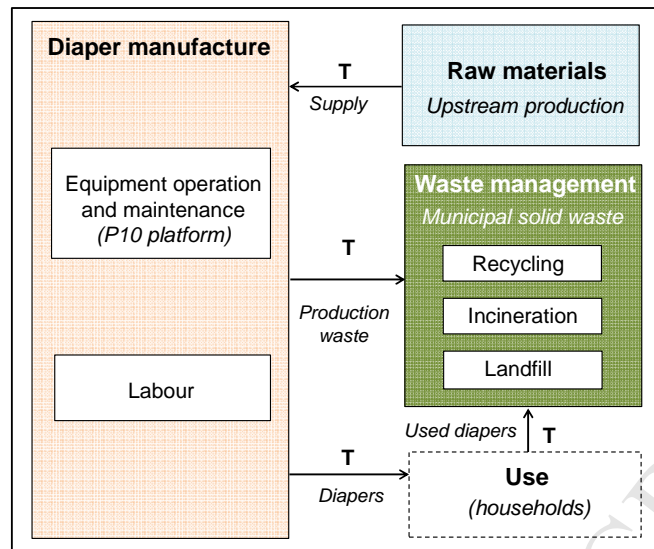 Diaper manufacture
Equipment operation
and maintenance
(P10 platform)
Labour
T
Supply
Raw materials
Upstream production
T
Production
waste
Waste management
Municipal solid waste
Recycling
Incineration
Landfill
Used diapers
T
T
Diapers
Use
(households)